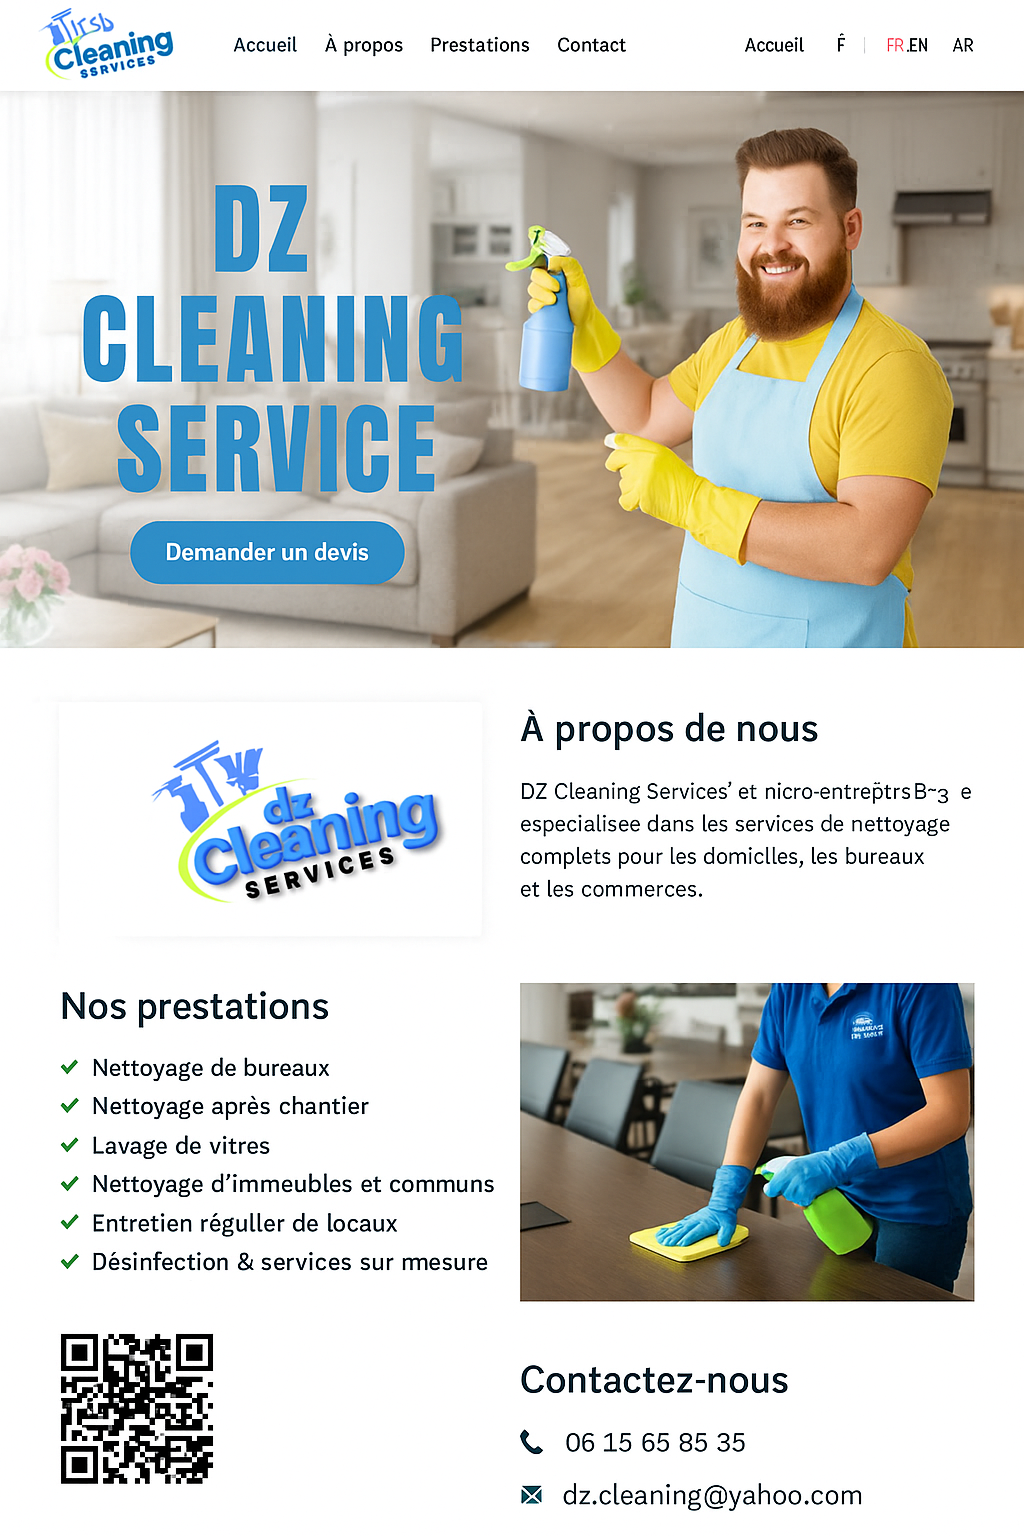 Cleaning
SSRVICES
Accueil À propos Prestations Contact
Accueil F̂ FR .EN AR
DZ
CLEANING
SERVICE
Demander un devis
dz
Cleaning
SERVICES
À propos de nous
DZ Cleaning Services’ et nicro-entrep̈trsB~3 e
especialisee dans les services de nettoyage
complets pour les domiclles, les bureaux
et les commerces.
Nos prestations
✓ Nettoyage de bureaux
✓ Nettoyage après chantier
✓ Lavage de vitres
✓ Nettoyage d’immeubles et communs
✓ Entretien réguller de locaux
✓ Désinfection & services sur mesure
Contactez-nous
06 15 65 85 35
dz.cleaning@yahoo.com